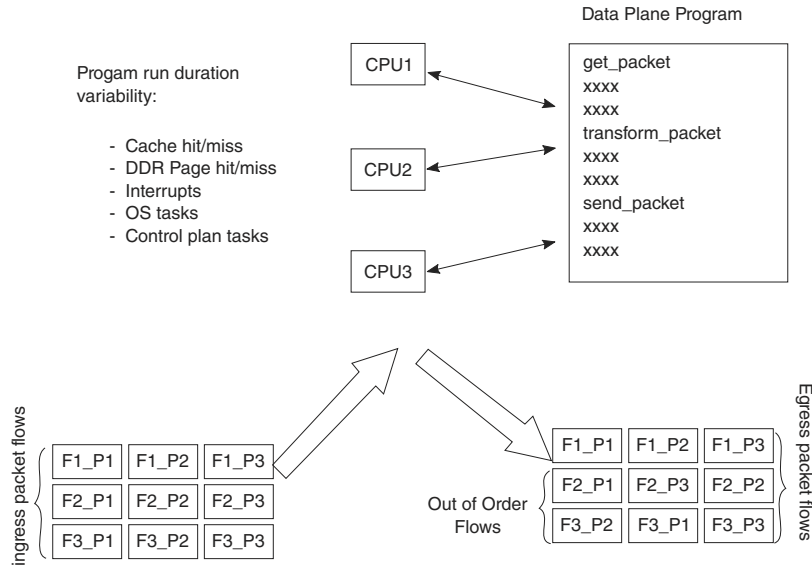 Data Plane Program
Progam run duration
variability:
- Cache hit/miss
- DDR Page hit/miss
- Interrupts
- OS tasks
- Control plan tasks
CPU1
CPU2
CPU3
get_packet
xxxx
xxxx
transform_packet
xxxx
xxxx
send_packet
xxxx
xxxx
ingress packet flows
F1_P1 F1_P2 F1_P3
F2_P1 F2_P2 F2_P3
F3_P1 F3_P2 F3_P3
Out of Order
Flows
F1_P1 F1_P2 F1_P3
F2_P1 F2_P3 F2_P2
F3_P2 F3_P1 F3_P3
Egress packet flows